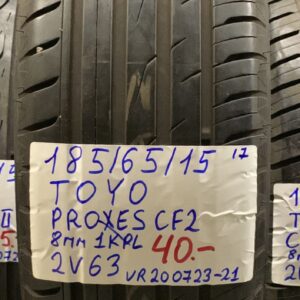 185/65/15 17
TOYO
PROXES CF2
8mm 1KPL 40.-
2V63 VR200723-21